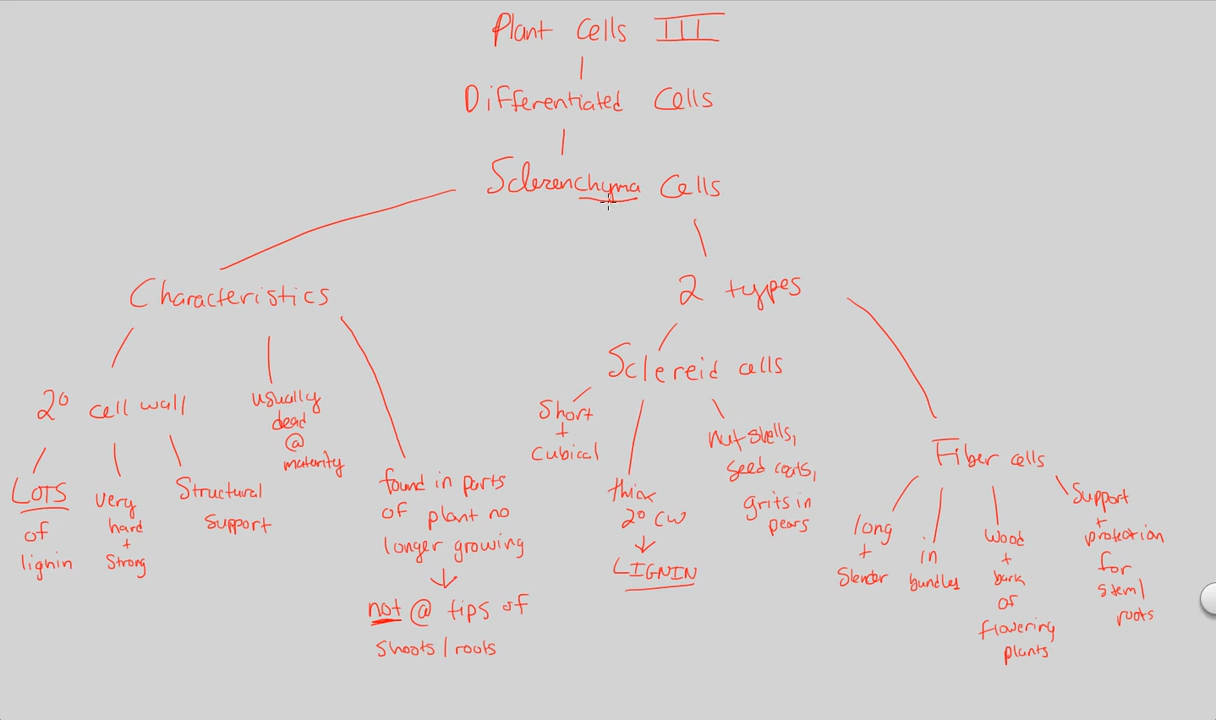 Plant Cells III
Differentiated Cells
Sclerenchyma Cells
Characteristics
2° cell wall
LOTS
of
lignin
very
hard
+
strong
Structural
support
usually
dead
@
maturity
found in parts
of plant no
longer growing
not @ tips of
shoots / roots
2 types
Sclereid cells
Short
+
cubical
thick
2° CW
LIGNIN
Nut shells,
seed coats,
grits in
pears
Fiber cells
long
+
slender
in
bundles
wood
+
bark
of
flowering
plants
Support
+
protection
for
stem/
roots